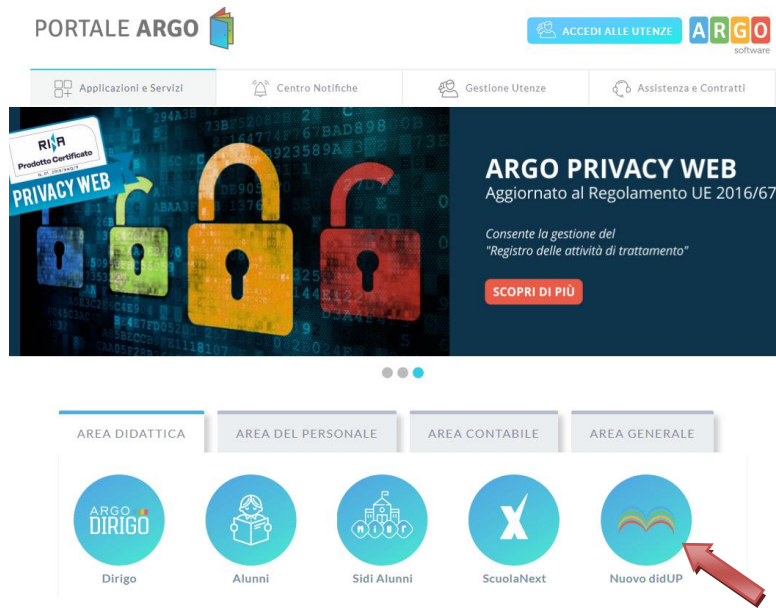 PORTALE ARGO
ACCEDI ALLE UTENZE
ARGO
software
Applicazioni e Servizi
Centro Notifiche
Gestione Utenze
Assistenza e Contratti
RINA
Prodotto Certificato
PRIVACY WEB
ARGO PRIVACY WEB
Aggiornato al Regolamento UE 2016/67
Consente la gestione del
"Registro delle attività di trattamento"
SCOPRI DI PIÙ
AREA DIDATTICA
AREA DEL PERSONALE
AREA CONTABILE
AREA GENERALE
ARGO
DIRIGO
MIUR
X
Dirigo
Alunni
Sidi Alunni
ScuolaNext
Nuovo didUP